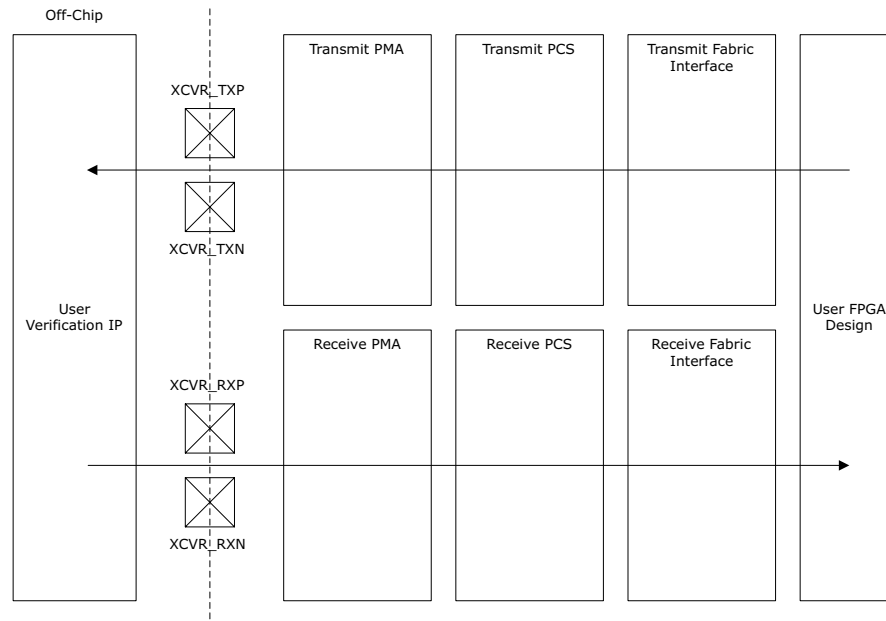 Off-Chip
Transmit PMA
Transmit PCS
Transmit Fabric
Interface
XCVR_TXP
XCVR_TXN
User
Verification IP
User FPGA
Design
Receive PMA
Receive PCS
Receive Fabric
Interface
XCVR_RXP
XCVR_RXN